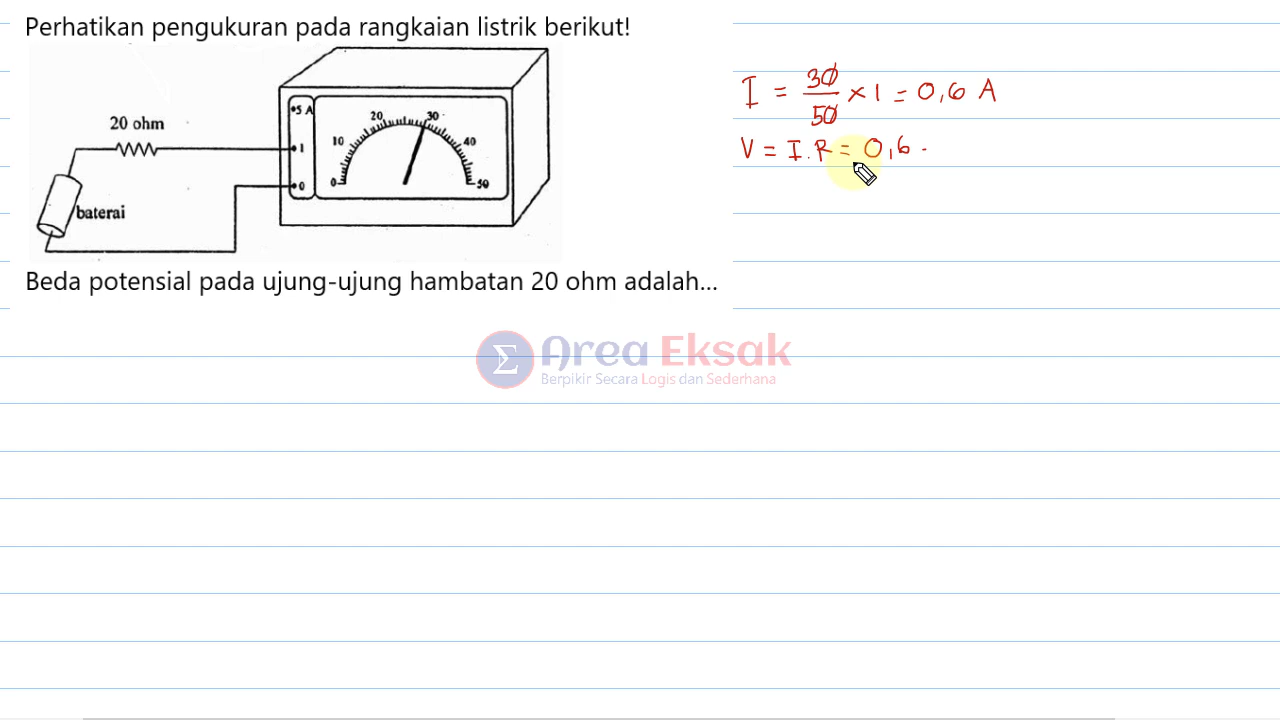 Perhatikan pengukuran pada rangkaian listrik berikut!
20 ohm
baterai
5 A
1
0
0
10
20
30
40
50
Beda potensial pada ujung-ujung hambatan 20 ohm adalah...
I = 30/50 × 1 = 0,6 A
V = I . R = 0,6 .
Σ Area Eksak
Berpikir Secara Logis dan Sederhana